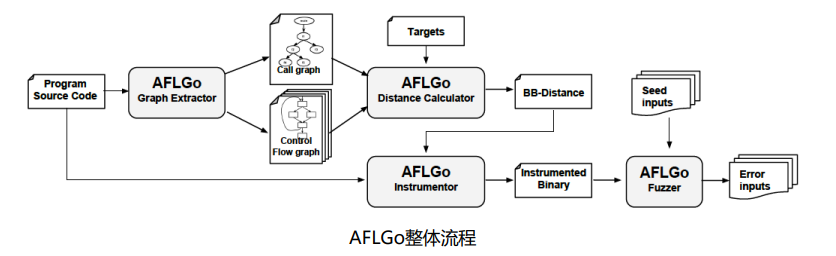 Program
Source Code
AFLGo
Graph Extractor
Call graph
Control
Flow graph
Targets
AFLGo
Distance Calculator
BB-Distance
AFLGo
Instrumentor
Instrumented
Binary
Seed
inputs
AFLGo
Fuzzer
Error
inputs
AFLGo整体流程